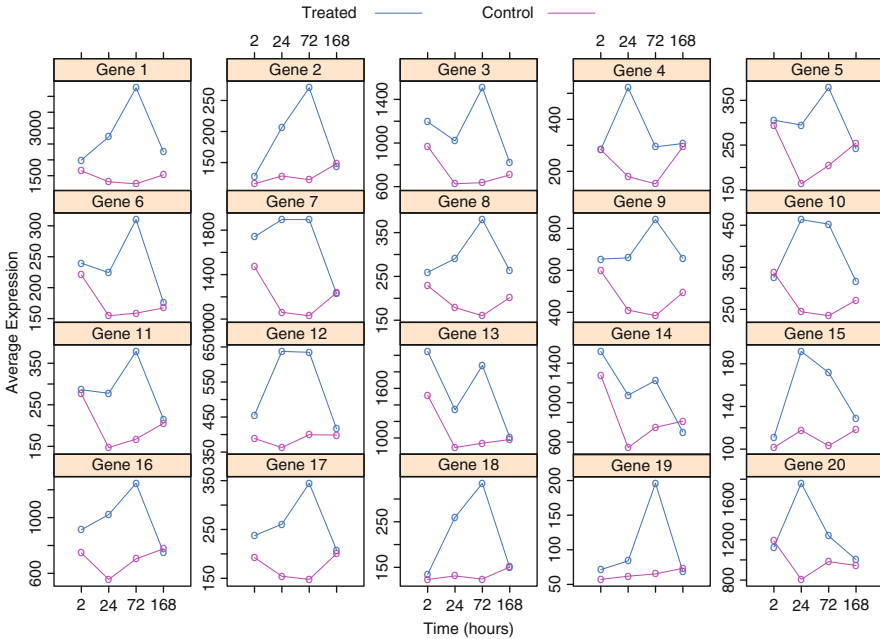 Treated Control
2 24 72 168 2 24 72 168
Gene 1 Gene 2 Gene 3 Gene 4 Gene 5
1500 3000
150 200 250
600 1000 1400
200 400
150 250 350
Gene 6 Gene 7 Gene 8 Gene 9 Gene 10
150 200 250 300
1000 1400 1800
150 250 350
400 600 800
250 350 450
Gene 11 Gene 12 Gene 13 Gene 14 Gene 15
150 250 350
350 450 550 650
1000 1600
600 1000 1400
100 140 180
Gene 16 Gene 17 Gene 18 Gene 19 Gene 20
600 1000
150 250 350
150 250
50 100 150 200
800 1200 1600
2 24 72 168 2 24 72 168 2 24 72 168
Average Expression
Time (hours)